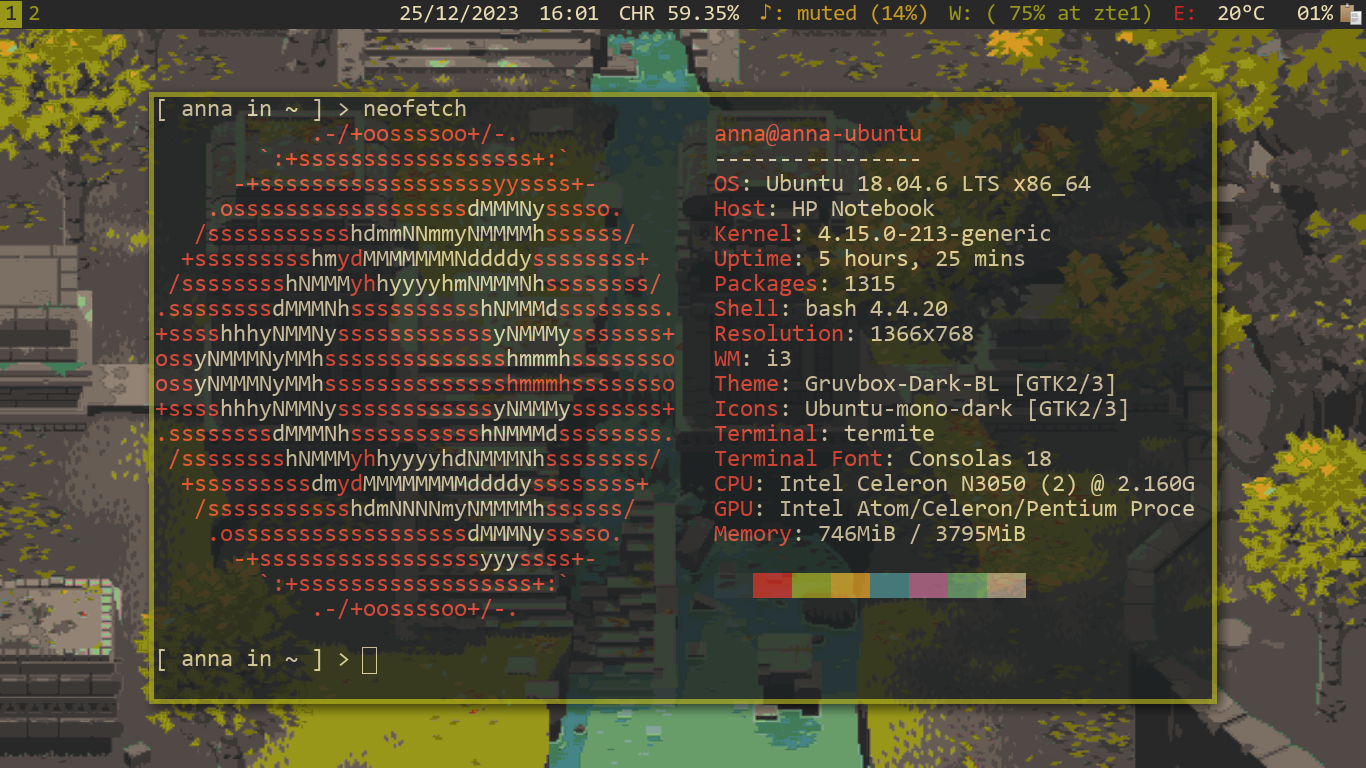 1 2 25/12/2023 16:01 CHR 59.35% ♪: muted (14%) W: ( 75% at zte1) E: 20°C 01%
[ anna in ~ ] > neofetch
.-/+oossssoo+/-. anna@anna-ubuntu
`:+ssssssssssssssssss+:` ----------------
-+ssssssssssssssssssyyssss+- OS: Ubuntu 18.04.6 LTS x86_64
.ossssssssssssssssssdMMMNysssso. Host: HP Notebook
/ssssssssssshdmmNNmmyNMMMMhssssss/ Kernel: 4.15.0-213-generic
+ssssssssshmydMMMMMMMNddddyssssssss+ Uptime: 5 hours, 25 mins
/sssssssshNMMMyhhyyyyhmNMMMNhssssssss/ Packages: 1315
.ssssssssdMMMNhsssssssssshNMMMdssssssss. Shell: bash 4.4.20
+sssshhhyNMMNyssssssssssssyNMMMysssssss+ Resolution: 1366x768
ossyNMMMNyMMhsssssssssssssshmmmhssssssso WM: i3
ossyNMMMNyMMhsssssssssssssshmmmhssssssso Theme: Gruvbox-Dark-BL [GTK2/3]
+sssshhhyNMMNyssssssssssssyNMMMysssssss+ Icons: Ubuntu-mono-dark [GTK2/3]
.ssssssssdMMMNhsssssssssshNMMMdssssssss. Terminal: termite
/sssssssshNMMMyhhyyyyhdNMMMNhssssssss/ Terminal Font: Consolas 18
+sssssssssdmydMMMMMMMMddddyssssssss+ CPU: Intel Celeron N3050 (2) @ 2.160G
/ssssssssssshdmNNNNmyNMMMMhssssss/ GPU: Intel Atom/Celeron/Pentium Proce
.ossssssssssssssssssdMMMNysssso. Memory: 746MiB / 3795MiB
-+sssssssssssssssssyyyssss+-
`:+ssssssssssssssssss+:`
.-/+oossssoo+/-.
[ anna in ~ ] >